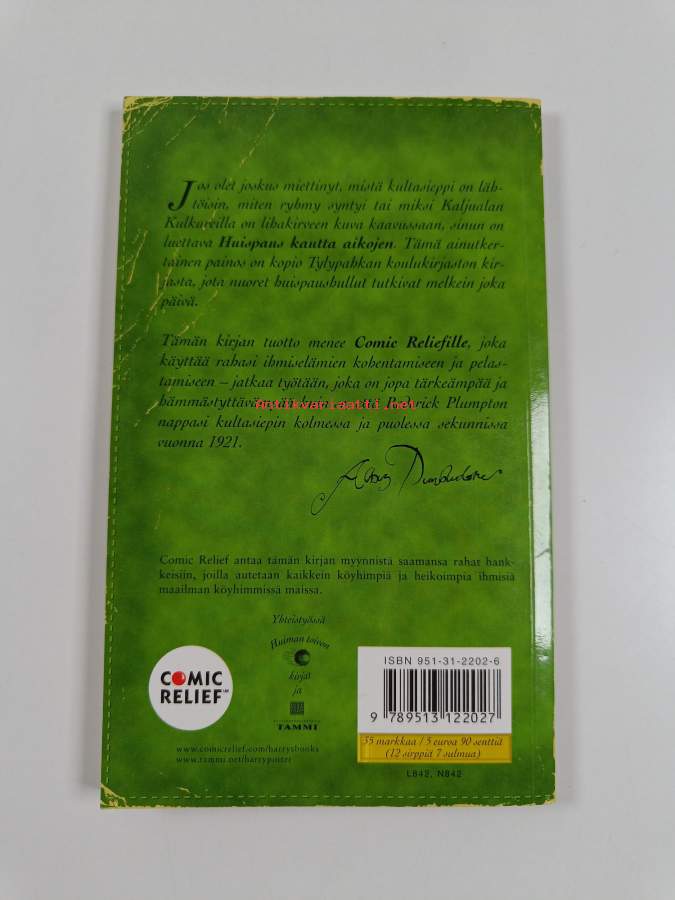 Jos olet joskus miettinyt, mistä kultasieppi on läh-
töisin, miten ryhmy syntyi tai miksi Kaljualan
Kulkureilla on lihakirveen kuva kaavussaan, sinun on
luettava Huispaus kautta aikojen. Tämä ainutker-
tainen painos on kopio Tylypahkan koulukirjaston kir-
jasta, jota nuoret huispaushullut tutkivat melkein joka
päivä.
Tämän kirjan tuotto menee Comic Reliefille, joka
käyttää rahasi ihmiselämien kohentamiseen ja pelas-
tamiseen – jatkaa työtään, joka on jopa tärkeämpää ja
Antikvariaatti.net
Roderick Plumpton
nappasi kultasiepin kolmessa ja puolessa sekunnissa
vuonna 1921.
Albus Dumbledore
Comic Relief antaa tämän kirjan myynnistä saamansa rahat hank-
keisiin, joilla autetaan kaikkein köyhimpiä ja heikoimpia ihmisiä
maailman köyhimmissä maissa.
Yhteistyössä
Huiman toiveen
kirjat
ja
TAMMI
COMIC
RELIEF
www.comicrelief.com/harrysbooks
www.tammi.net/harrypotter
ISBN 951-31-2202-6
9 789513 122027
35 markkaa / 5 euroa 90 senttiä
(12 sirppiä 7 sulmua)
L842, N842